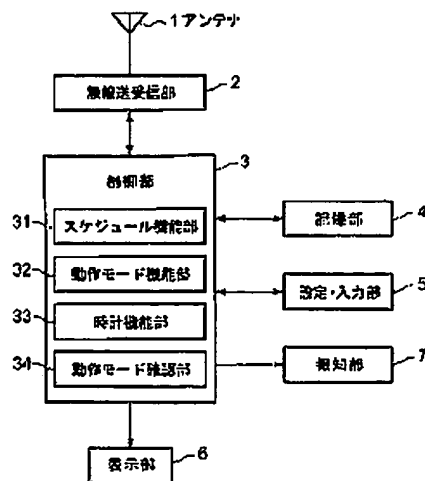 1 アンテナ
無線送受信部 2
制御部 3
31 スケジュール機能部
記憶部 4
32 動作モード機能部
設定・入力部 5
33 時計機能部
34 動作モード確認部
報知部 7
表示部 6